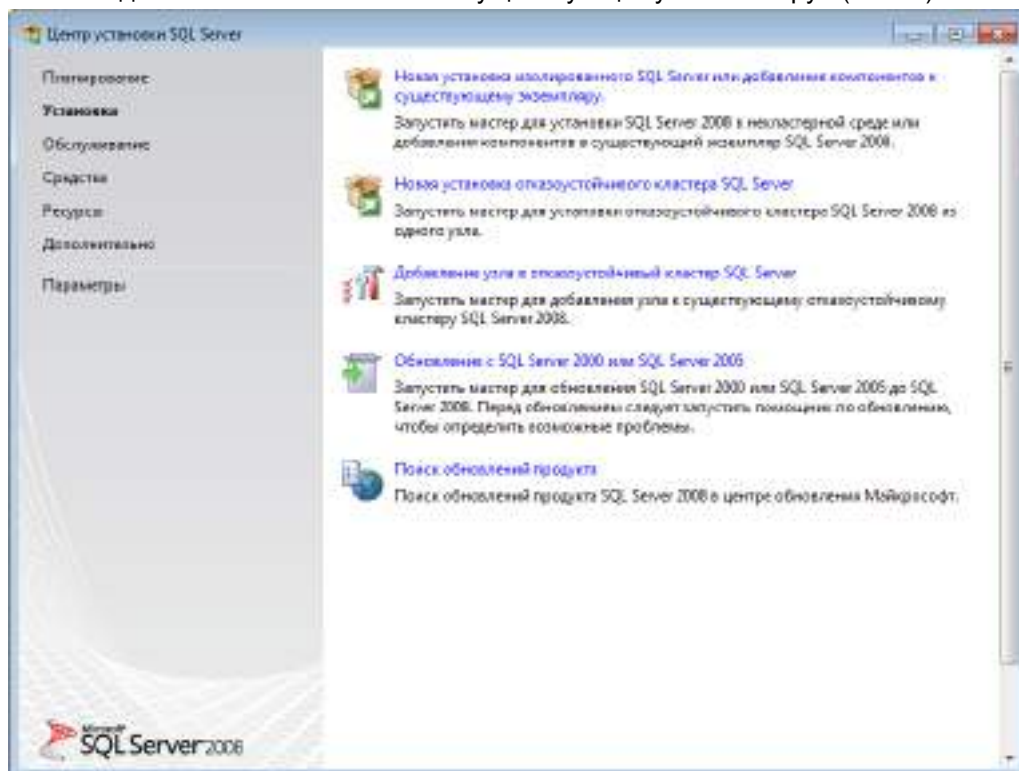 Центр установки SQL Server
Планирование
Установка
Обслуживание
Средства
Ресурсы
Дополнительно
Параметры
Новая установка изолированного SQL Server или добавление компонентов к
существующему экземпляру.
Запустить мастер для установки SQL Server 2008 в некластерной среде или
добавления компонентов в существующий экземпляр SQL Server 2008.
Новая установка отказоустойчивого кластера SQL Server
Запустить мастер для установки отказоустойчивого кластера SQL Server 2008 из
одного узла.
Добавление узла в отказоустойчивый кластер SQL Server
Запустить мастер для добавления узла к существующему отказоустойчивому
кластеру SQL Server 2008.
Обновление с SQL Server 2000 или SQL Server 2005
Запустить мастер для обновления SQL Server 2000 или SQL Server 2005 до SQL
Server 2008. Перед обновлением следует запустить помощник по обновлению,
чтобы определить возможные проблемы.
Поиск обновлений продукта
Поиск обновлений продукта SQL Server 2008 в центре обновления Майкрософт.
Microsoft
SQL Server 2008